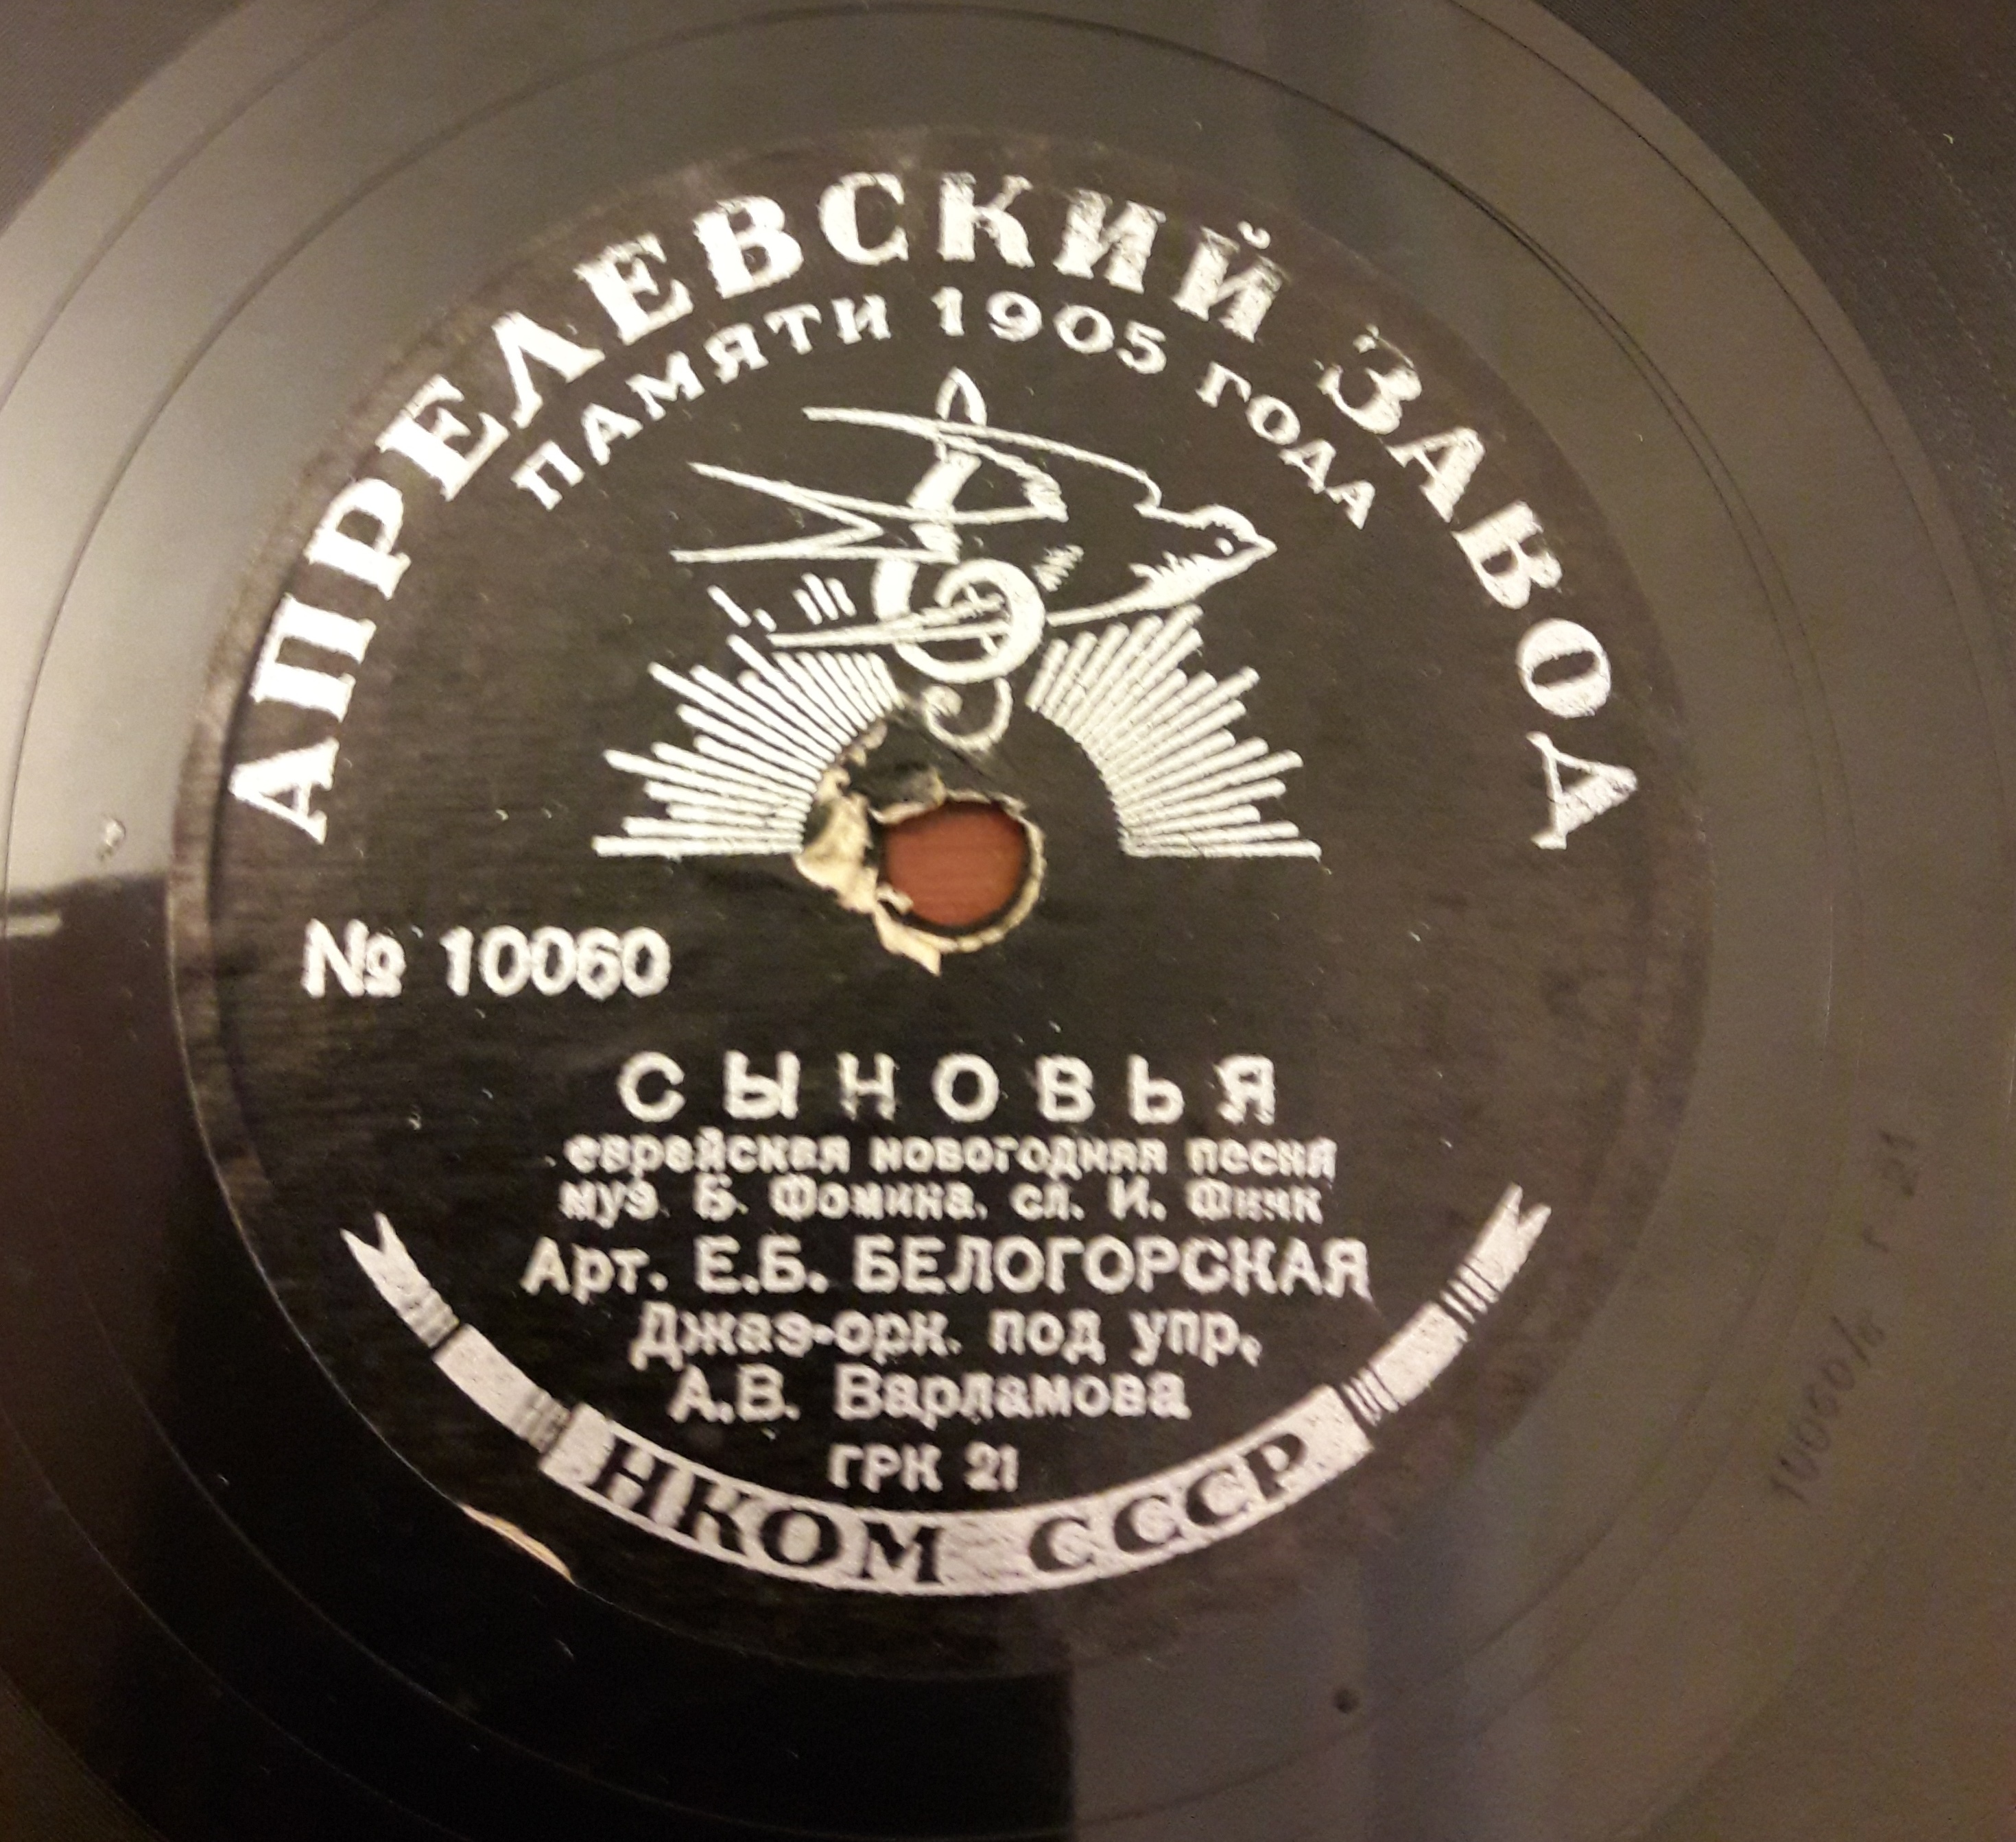 АПРЕЛЕВСКИЙ ЗАВОД
ПАМЯТИ 1905 ГОДА
№ 10060
СЫНОВЬЯ
еврейская новогодняя песня
муз. Б. Фомина, сл. И. Финк
Арт. Е.Б. БЕЛОГОРСКАЯ
Джаз-орк. под упр.
А.В. Варламова
ГРК 21
НКОМ СССР